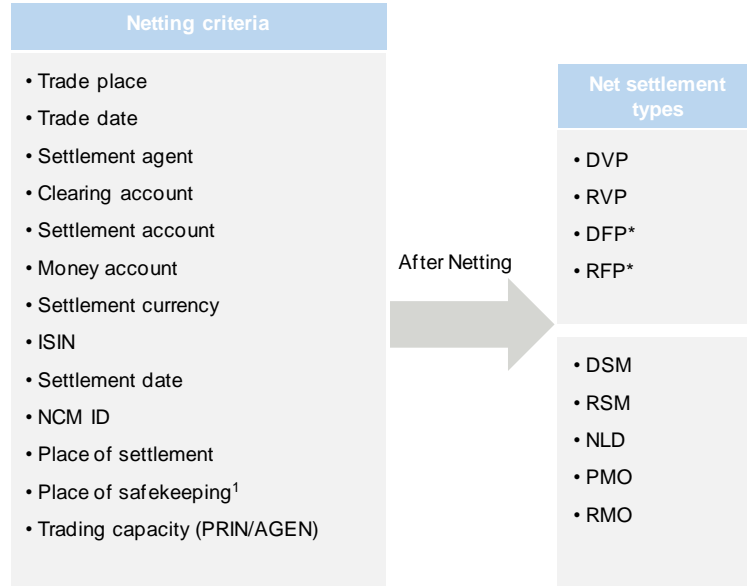 Netting criteria
• Trade place
• Trade date
• Settlement agent
• Clearing account
• Settlement account
• Money account
• Settlement currency
• ISIN
• Settlement date
• NCM ID
• Place of settlement
• Place of safekeeping¹
• Trading capacity (PRIN/AGEN)
After Netting
Net settlement
types
• DVP
• RVP
• DFP*
• RFP*
• DSM
• RSM
• NLD
• PMO
• RMO